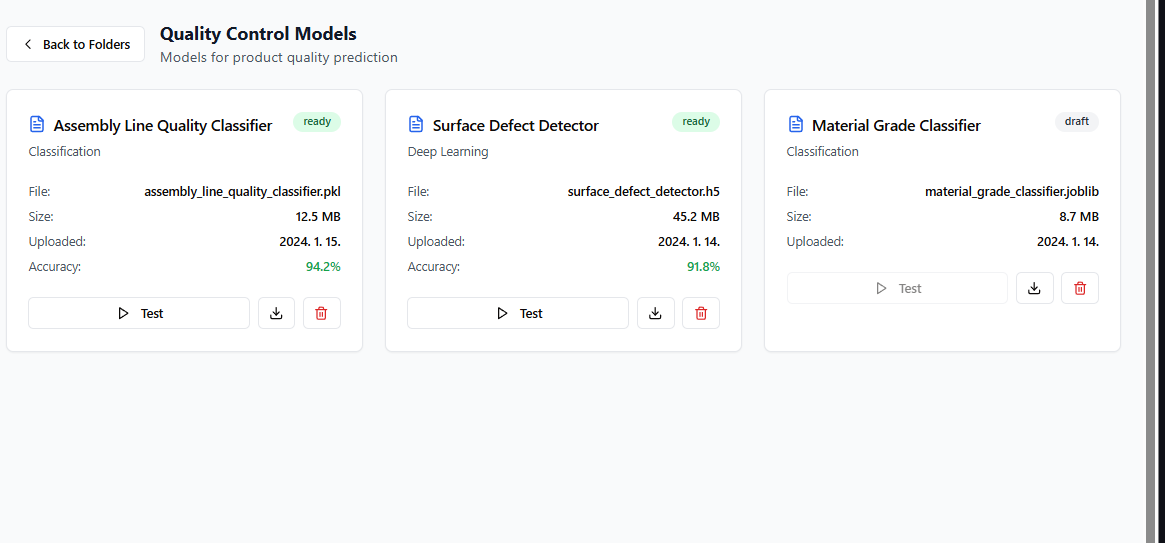 Back to Folders
Quality Control Models
Models for product quality prediction
Assembly Line Quality Classifier
ready
Classification
File: assembly_line_quality_classifier.pkl
Size: 12.5 MB
Uploaded: 2024. 1. 15.
Accuracy: 94.2%
Test
Surface Defect Detector
ready
Deep Learning
File: surface_defect_detector.h5
Size: 45.2 MB
Uploaded: 2024. 1. 14.
Accuracy: 91.8%
Test
Material Grade Classifier
draft
Classification
File: material_grade_classifier.joblib
Size: 8.7 MB
Uploaded: 2024. 1. 14.
Test